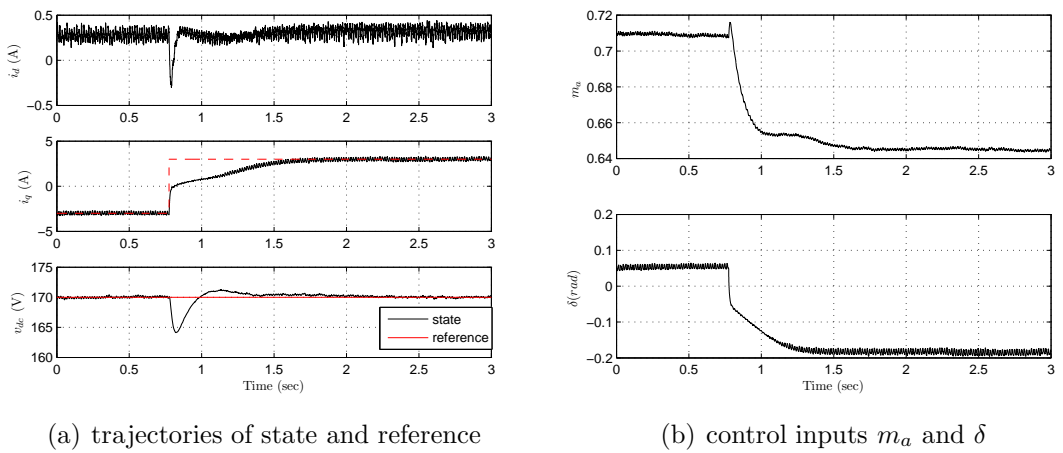 0.5
0
−0.5
i_d (A)
0 0.5 1 1.5 2 2.5 3
5
0
−5
i_q (A)
0 0.5 1 1.5 2 2.5 3
175
170
165
160
v_dc (V)
state
reference
0 0.5 1 1.5 2 2.5 3
Time (sec)
(a) trajectories of state and reference
0.72
0.7
0.68
0.66
0.64
m_a
0 0.5 1 1.5 2 2.5 3
0.2
0.1
0
−0.1
−0.2
δ(rad)
0 0.5 1 1.5 2 2.5 3
Time (sec)
(b) control inputs m_a and δ